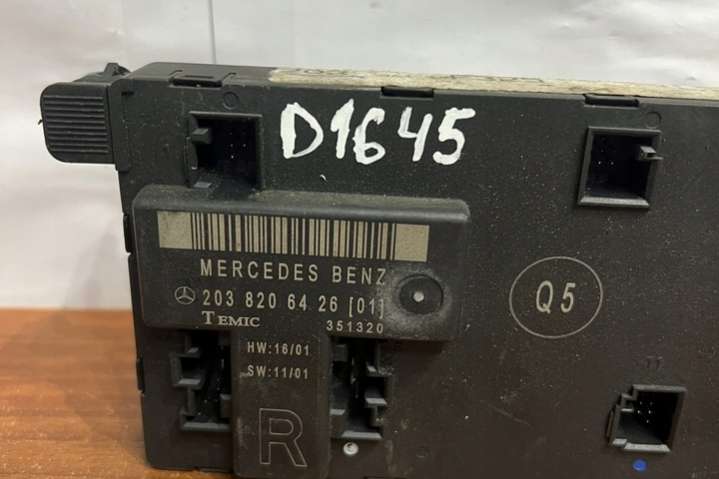 D1645
MERCEDES BENZ
203 820 64 26 [01]
TEMIC 351320
HW:16/01
SW:11/01
R
Q5